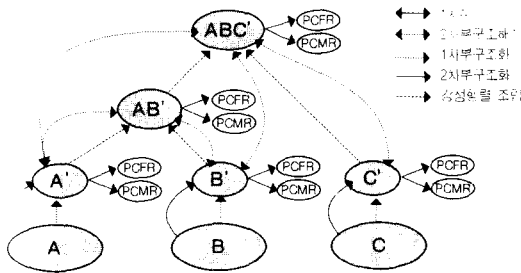 ABC'
PCFR
PCMR
1차부구조화
2차부구조화
AB'
PCFR
PCMR
A'
PCFR
PCMR
B'
PCFR
PCMR
C'
PCFR
PCMR
A
B
C